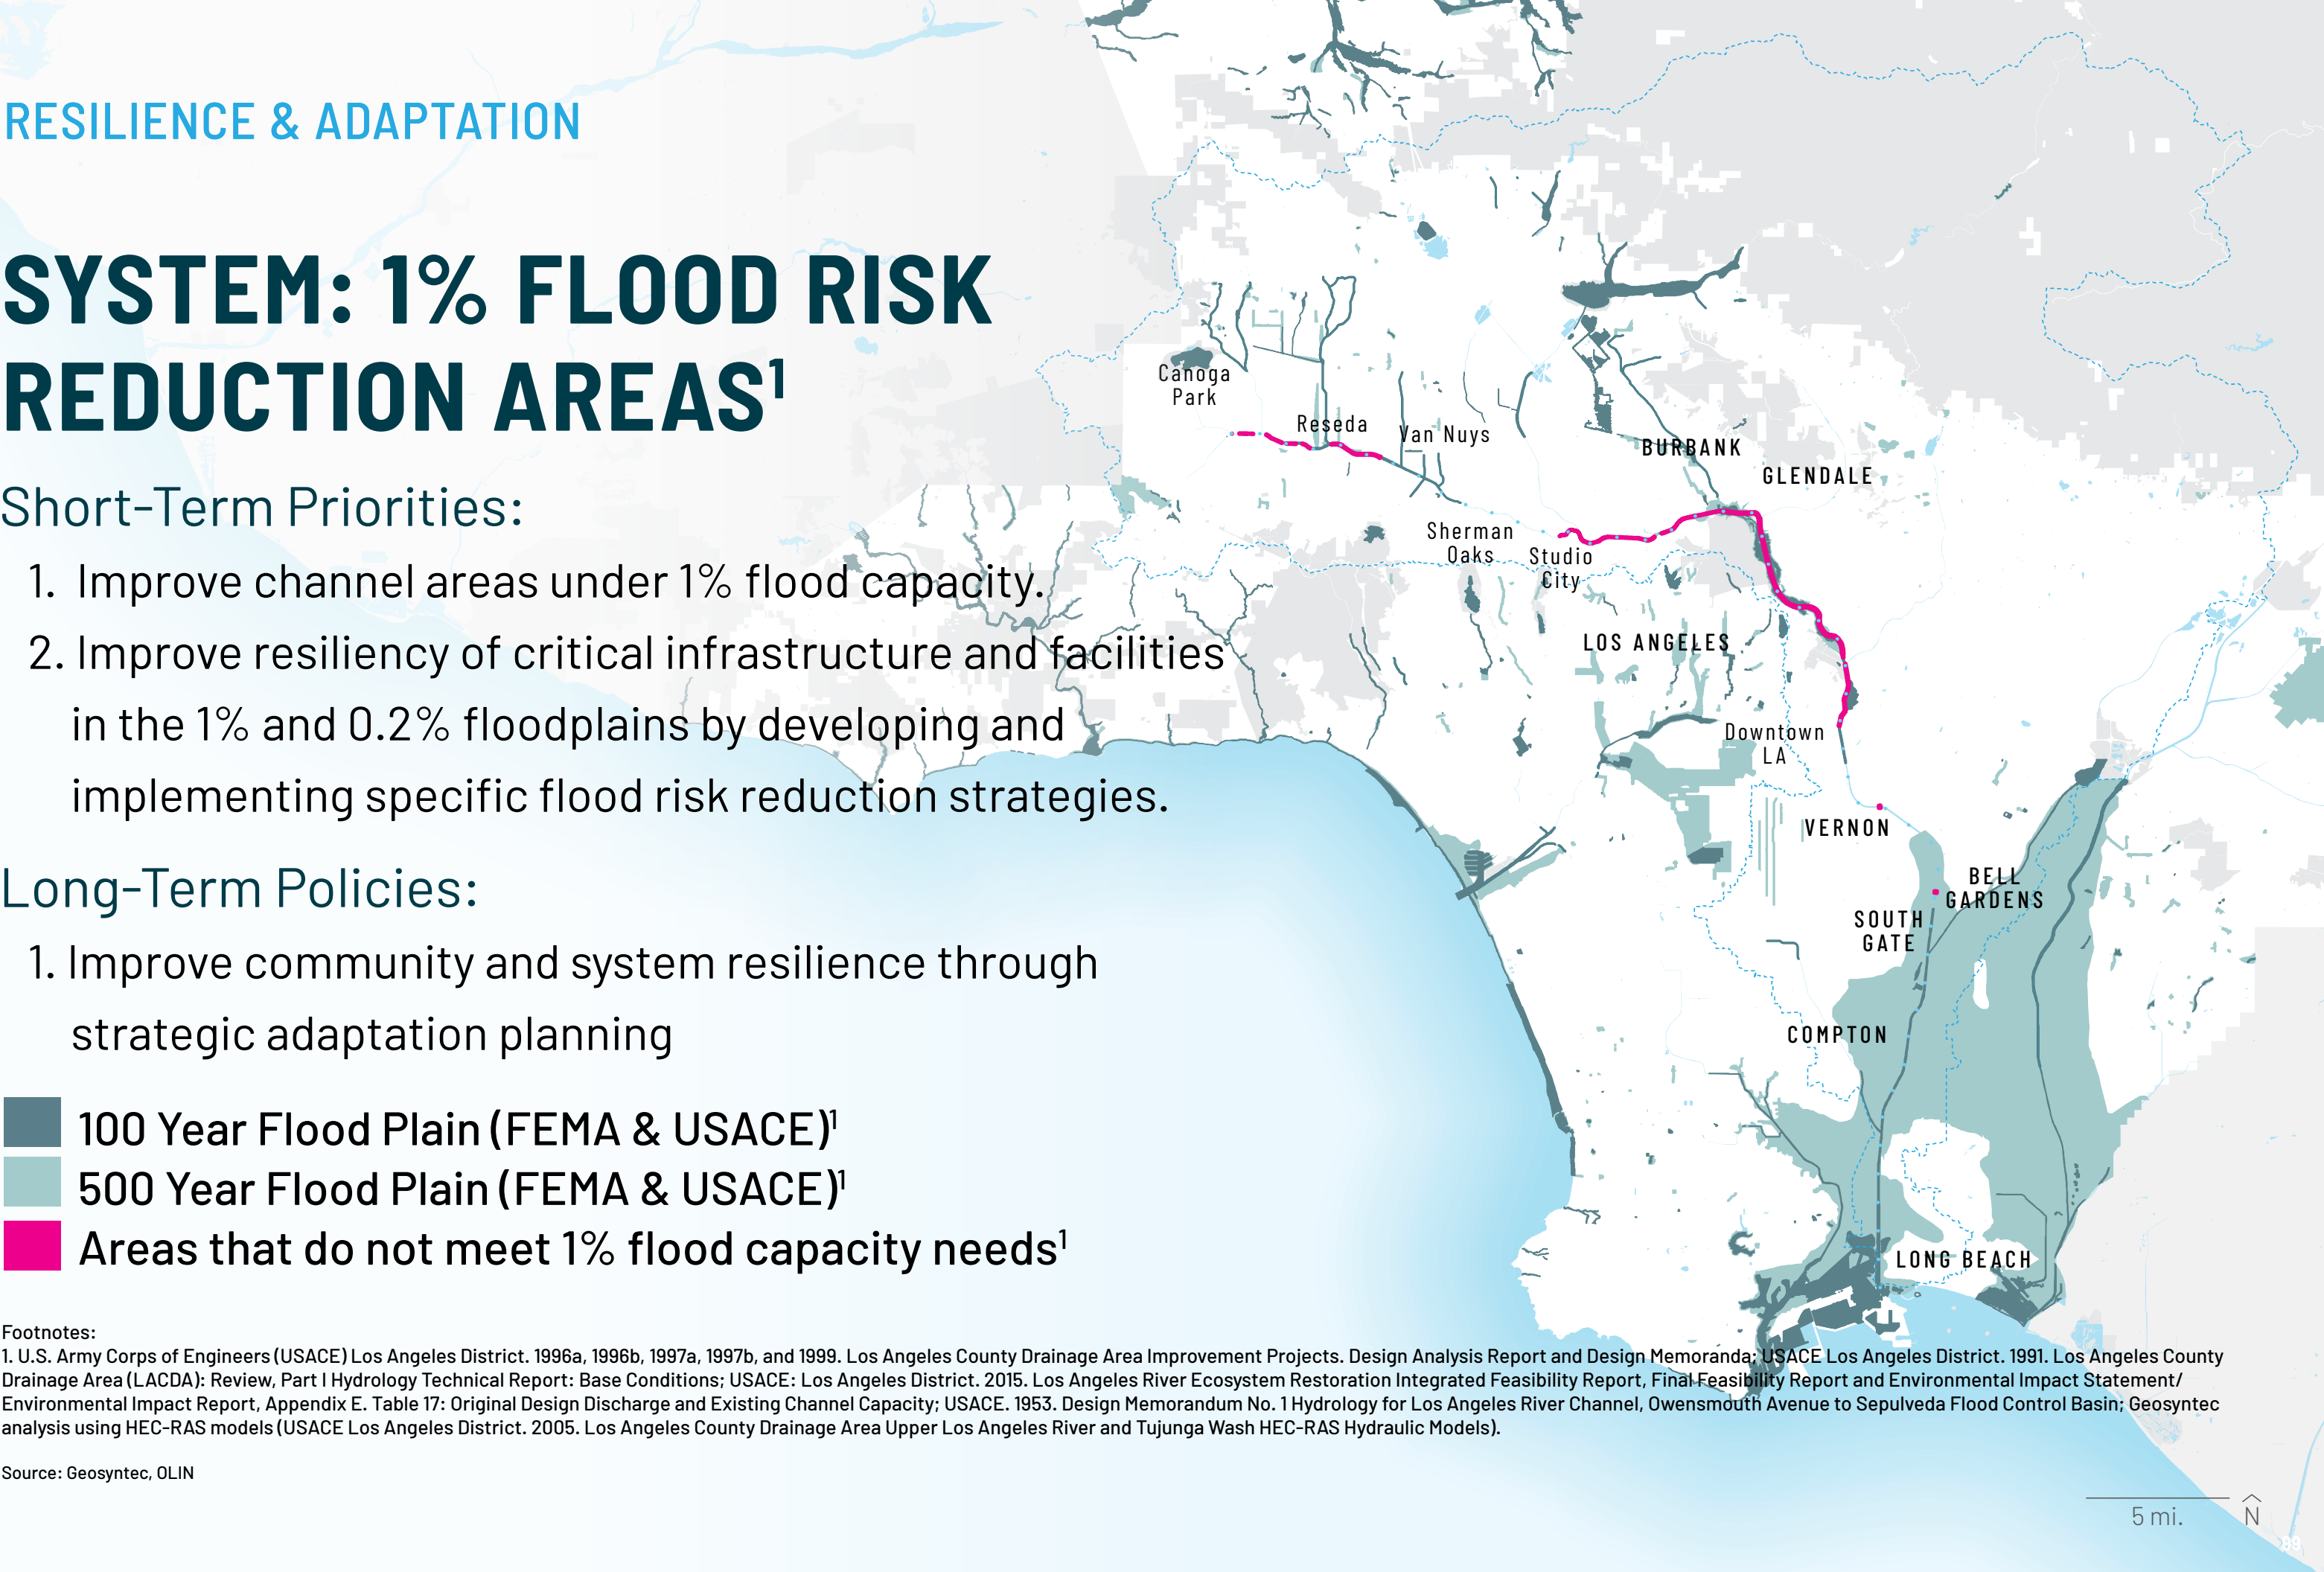 RESILIENCE & ADAPTATION
SYSTEM: 1% FLOOD RISK
REDUCTION AREAS¹
Short-Term Priorities:
1. Improve channel areas under 1% flood capacity.
2. Improve resiliency of critical infrastructure and facilities
in the 1% and 0.2% floodplains by developing and
implementing specific flood risk reduction strategies.
Long-Term Policies:
1. Improve community and system resilience through
strategic adaptation planning
100 Year Flood Plain (FEMA & USACE)¹
500 Year Flood Plain (FEMA & USACE)¹
Areas that do not meet 1% flood capacity needs¹
Canoga
Park
Reseda
Van Nuys
BURBANK
GLENDALE
Sherman
Oaks
Studio
City
LOS ANGELES
Downtown
LA
VERNON
BELL
GARDENS
SOUTH
GATE
COMPTON
LONG BEACH
Footnotes:
1. U.S. Army Corps of Engineers (USACE) Los Angeles District. 1996a, 1996b, 1997a, 1997b, and 1999. Los Angeles County Drainage Area Improvement Projects. Design Analysis Report and Design Memoranda; USACE Los Angeles District. 1991. Los Angeles County
Drainage Area (LACDA): Review, Part I Hydrology Technical Report: Base Conditions; USACE: Los Angeles District. 2015. Los Angeles River Ecosystem Restoration Integrated Feasibility Report, Final Feasibility Report and Environmental Impact Statement/
Environmental Impact Report, Appendix E. Table 17: Original Design Discharge and Existing Channel Capacity; USACE. 1953. Design Memorandum No. 1 Hydrology for Los Angeles River Channel, Owensmouth Avenue to Sepulveda Flood Control Basin; Geosyntec
analysis using HEC-RAS models (USACE Los Angeles District. 2005. Los Angeles County Drainage Area Upper Los Angeles River and Tujunga Wash HEC-RAS Hydraulic Models).
Source: Geosyntec, OLIN
5 mi.
N